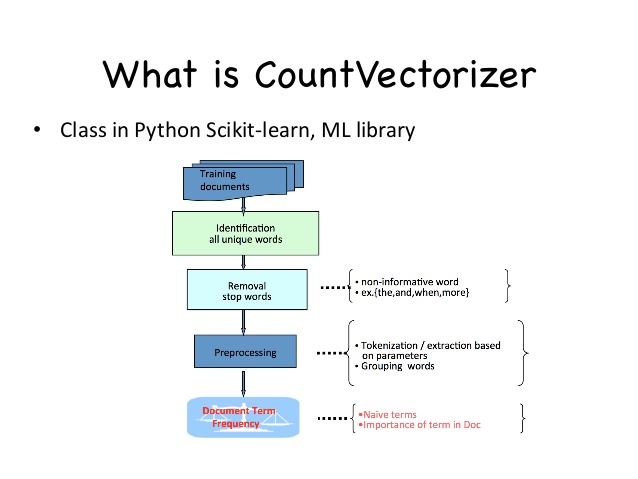 What is CountVectorizer
• Class in Python Scikit-learn, ML library
Training
documents
Identification
all unique words
Removal
stop words
• non-informative word
• ex.{the,and,when,more}
Preprocessing
• Tokenization / extraction based
on parameters
• Grouping words
Document Term
Frequency
•Naive terms
•Importance of term in Doc